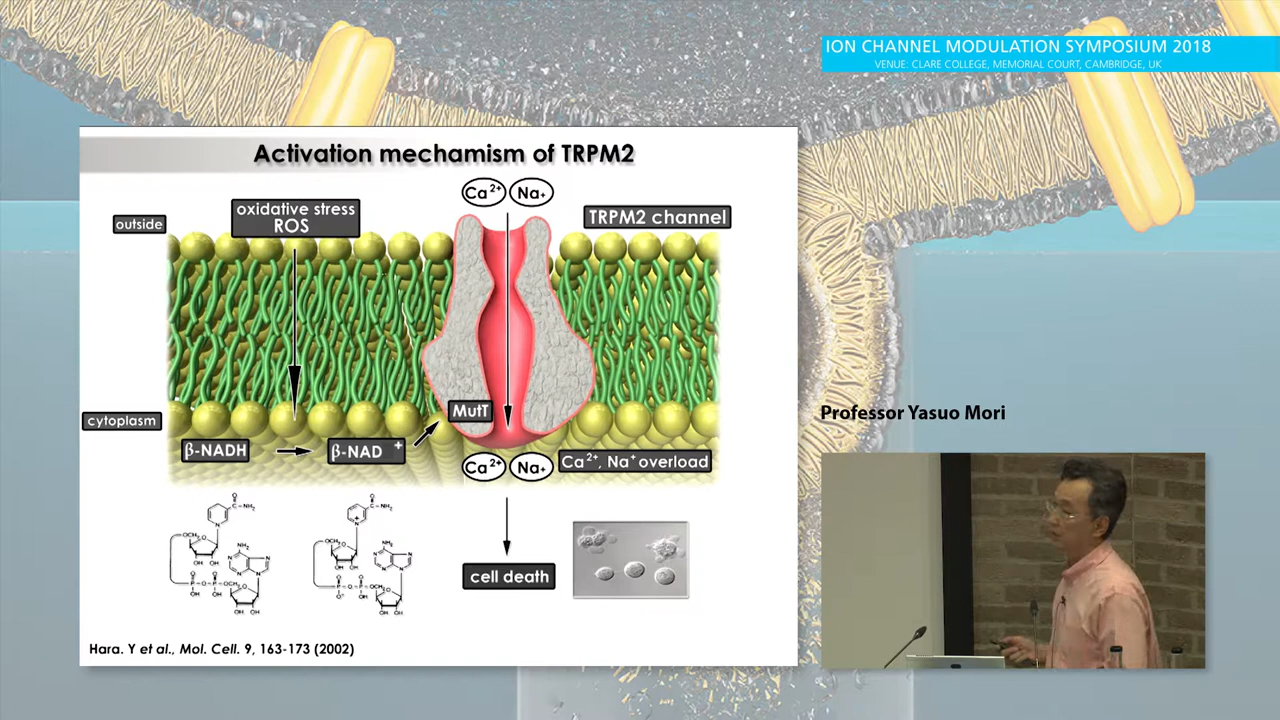 ION CHANNEL MODULATION SYMPOSIUM 2018
VENUE: CLARE COLLEGE, MEMORIAL COURT, CAMBRIDGE, UK
Activation mechamism of TRPM2
Ca2+ Na+
outside
oxidative stress
ROS
TRPM2 channel
cytoplasm
MutT
β-NADH
β-NAD+
Ca2+ Na+
Ca2+, Na+ overload
cell death
Hara. Y et al., Mol. Cell. 9, 163-173 (2002)
Professor Yasuo Mori